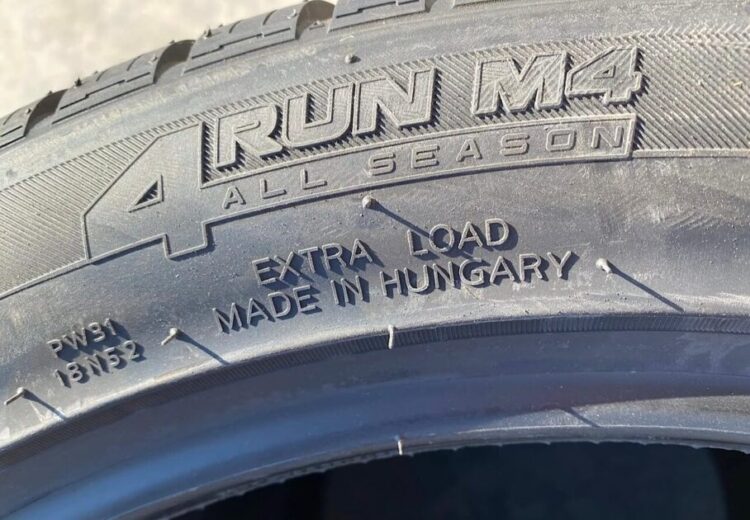 4RUN M4
ALL SEASON
EXTRA LOAD
MADE IN HUNGARY
PW31
18N52